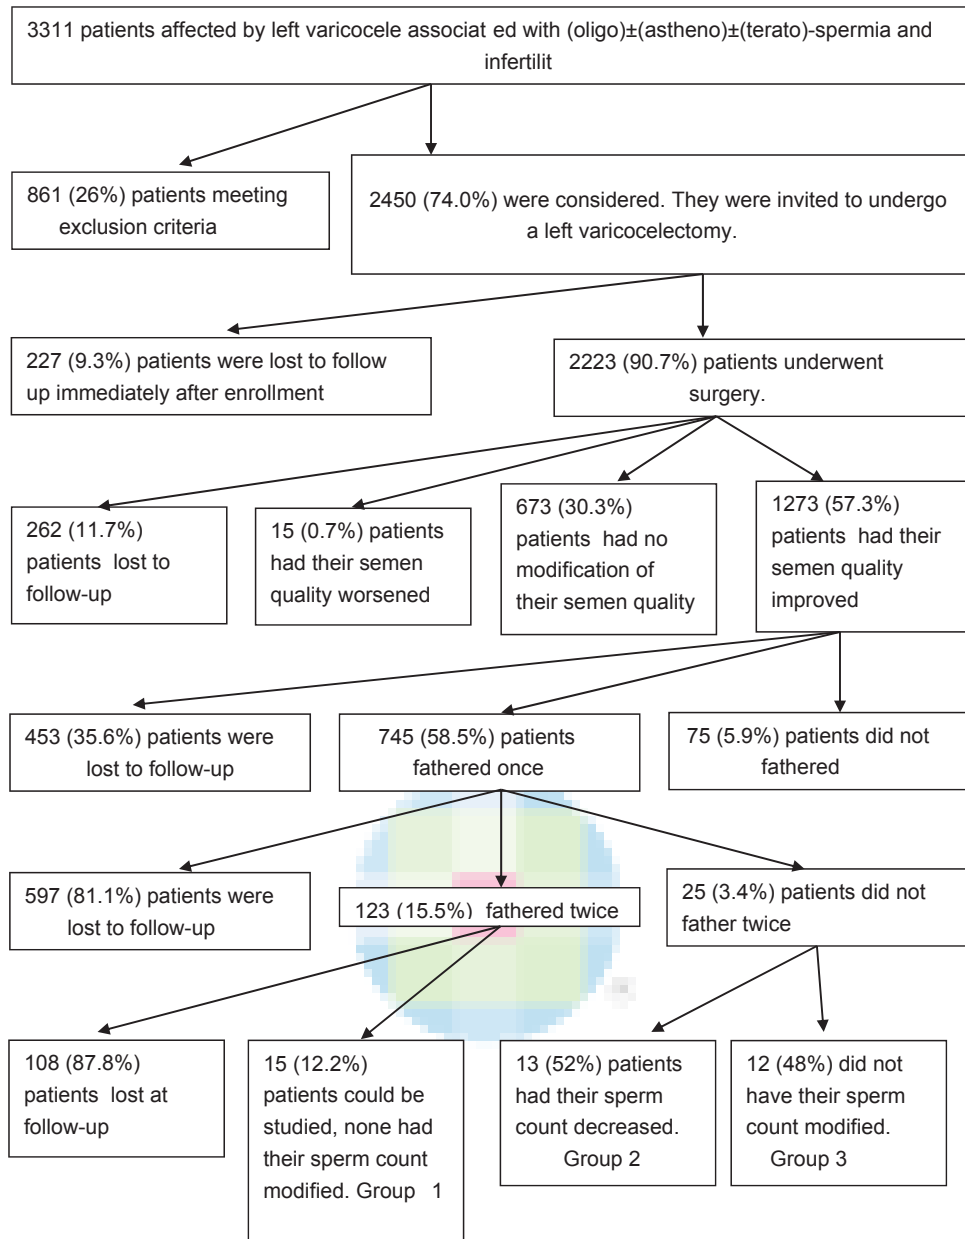 3311 patients affected by left varicocele associat ed with (oligo)±(astheno)±(terato)-spermia and
infertilit
861 (26%) patients meeting
exclusion criteria
2450 (74.0%) were considered. They were invited to undergo
a left varicocelectomy.
227 (9.3%) patients were lost to follow
up immediately after enrollment
2223 (90.7%) patients underwent
surgery.
262 (11.7%)
patients lost to
follow-up
15 (0.7%) patients
had their semen
quality worsened
673 (30.3%)
patients had no
modification of
their semen quality
1273 (57.3%)
patients had their
semen quality
improved
453 (35.6%) patients were
lost to follow-up
745 (58.5%) patients
fathered once
75 (5.9%) patients did not
fathered
597 (81.1%) patients were
lost to follow-up
123 (15.5%) fathered twice
25 (3.4%) patients did not
father twice
108 (87.8%)
patients lost at
follow-up
15 (12.2%)
patients could be
studied, none had
their sperm count
modified. Group 1
13 (52%) patients
had their sperm
count decreased.
Group 2
12 (48%) did not
have their sperm
count modified.
Group 3